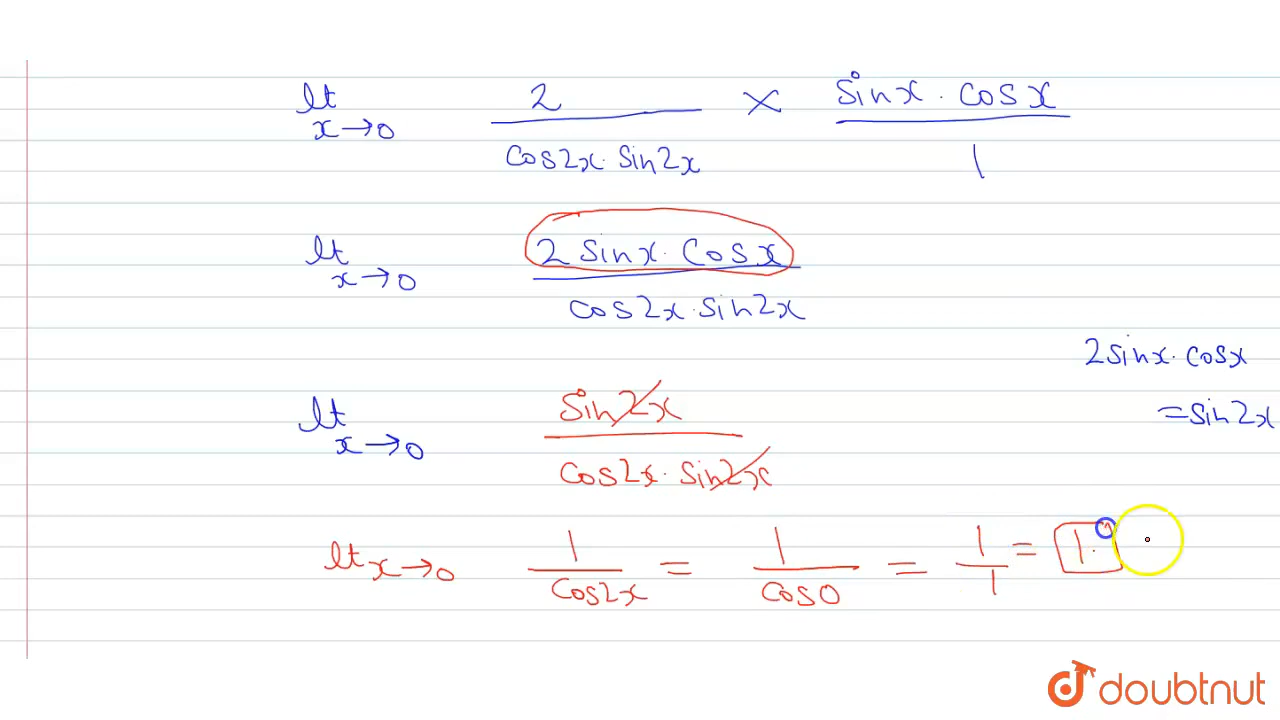 lt x→0 2 / cos2x · sin2x × sinx · cosx / 1
lt x→0 2 sinx · cosx / cos2x · sin2x
2sinx · cosx
= sin2x
lt x→0 sin2x / cos2x · sin2x
lt x→0 1 / cos2x = 1 / cos0 = 1 / 1 = 1.
doubtnut